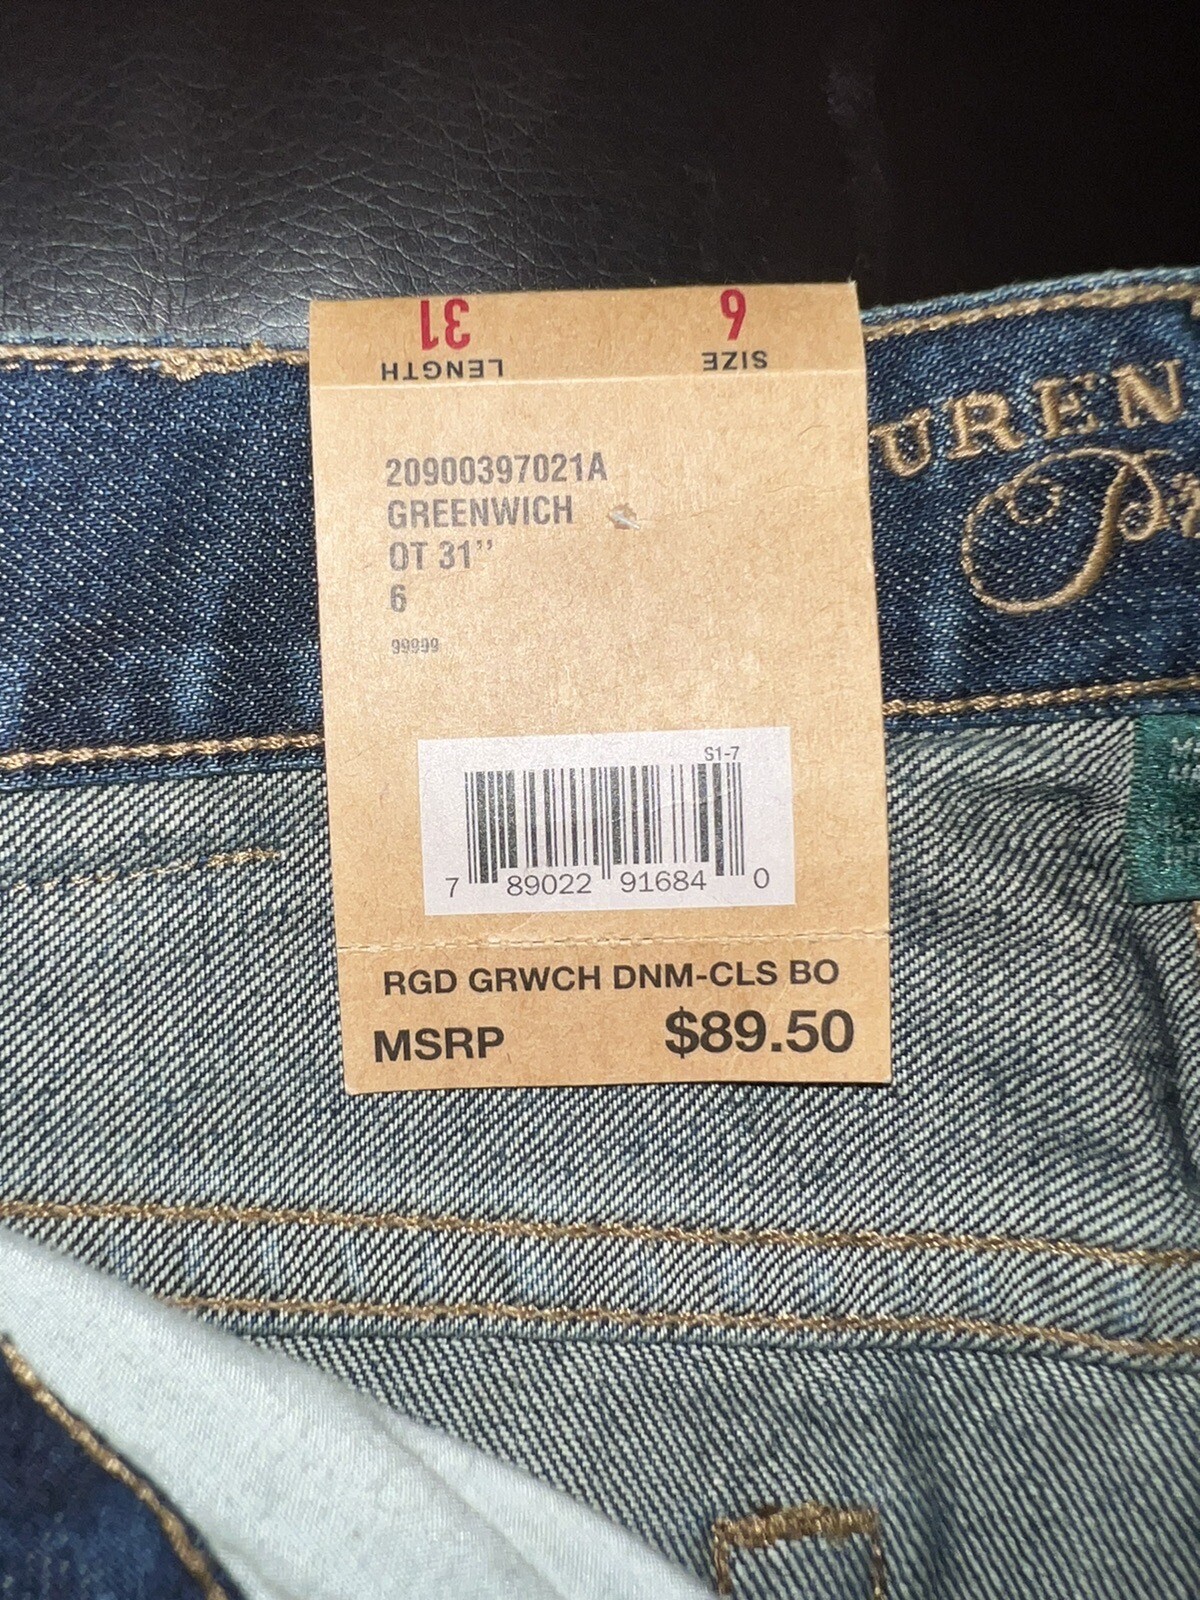 31 6
LENGTH SIZE
20900397021A
GREENWICH
OT 31"
6
99999
S1-7
7 89022 91684 0
RGD GRWCH DNM-CLS BO
MSRP $89.50
UREN